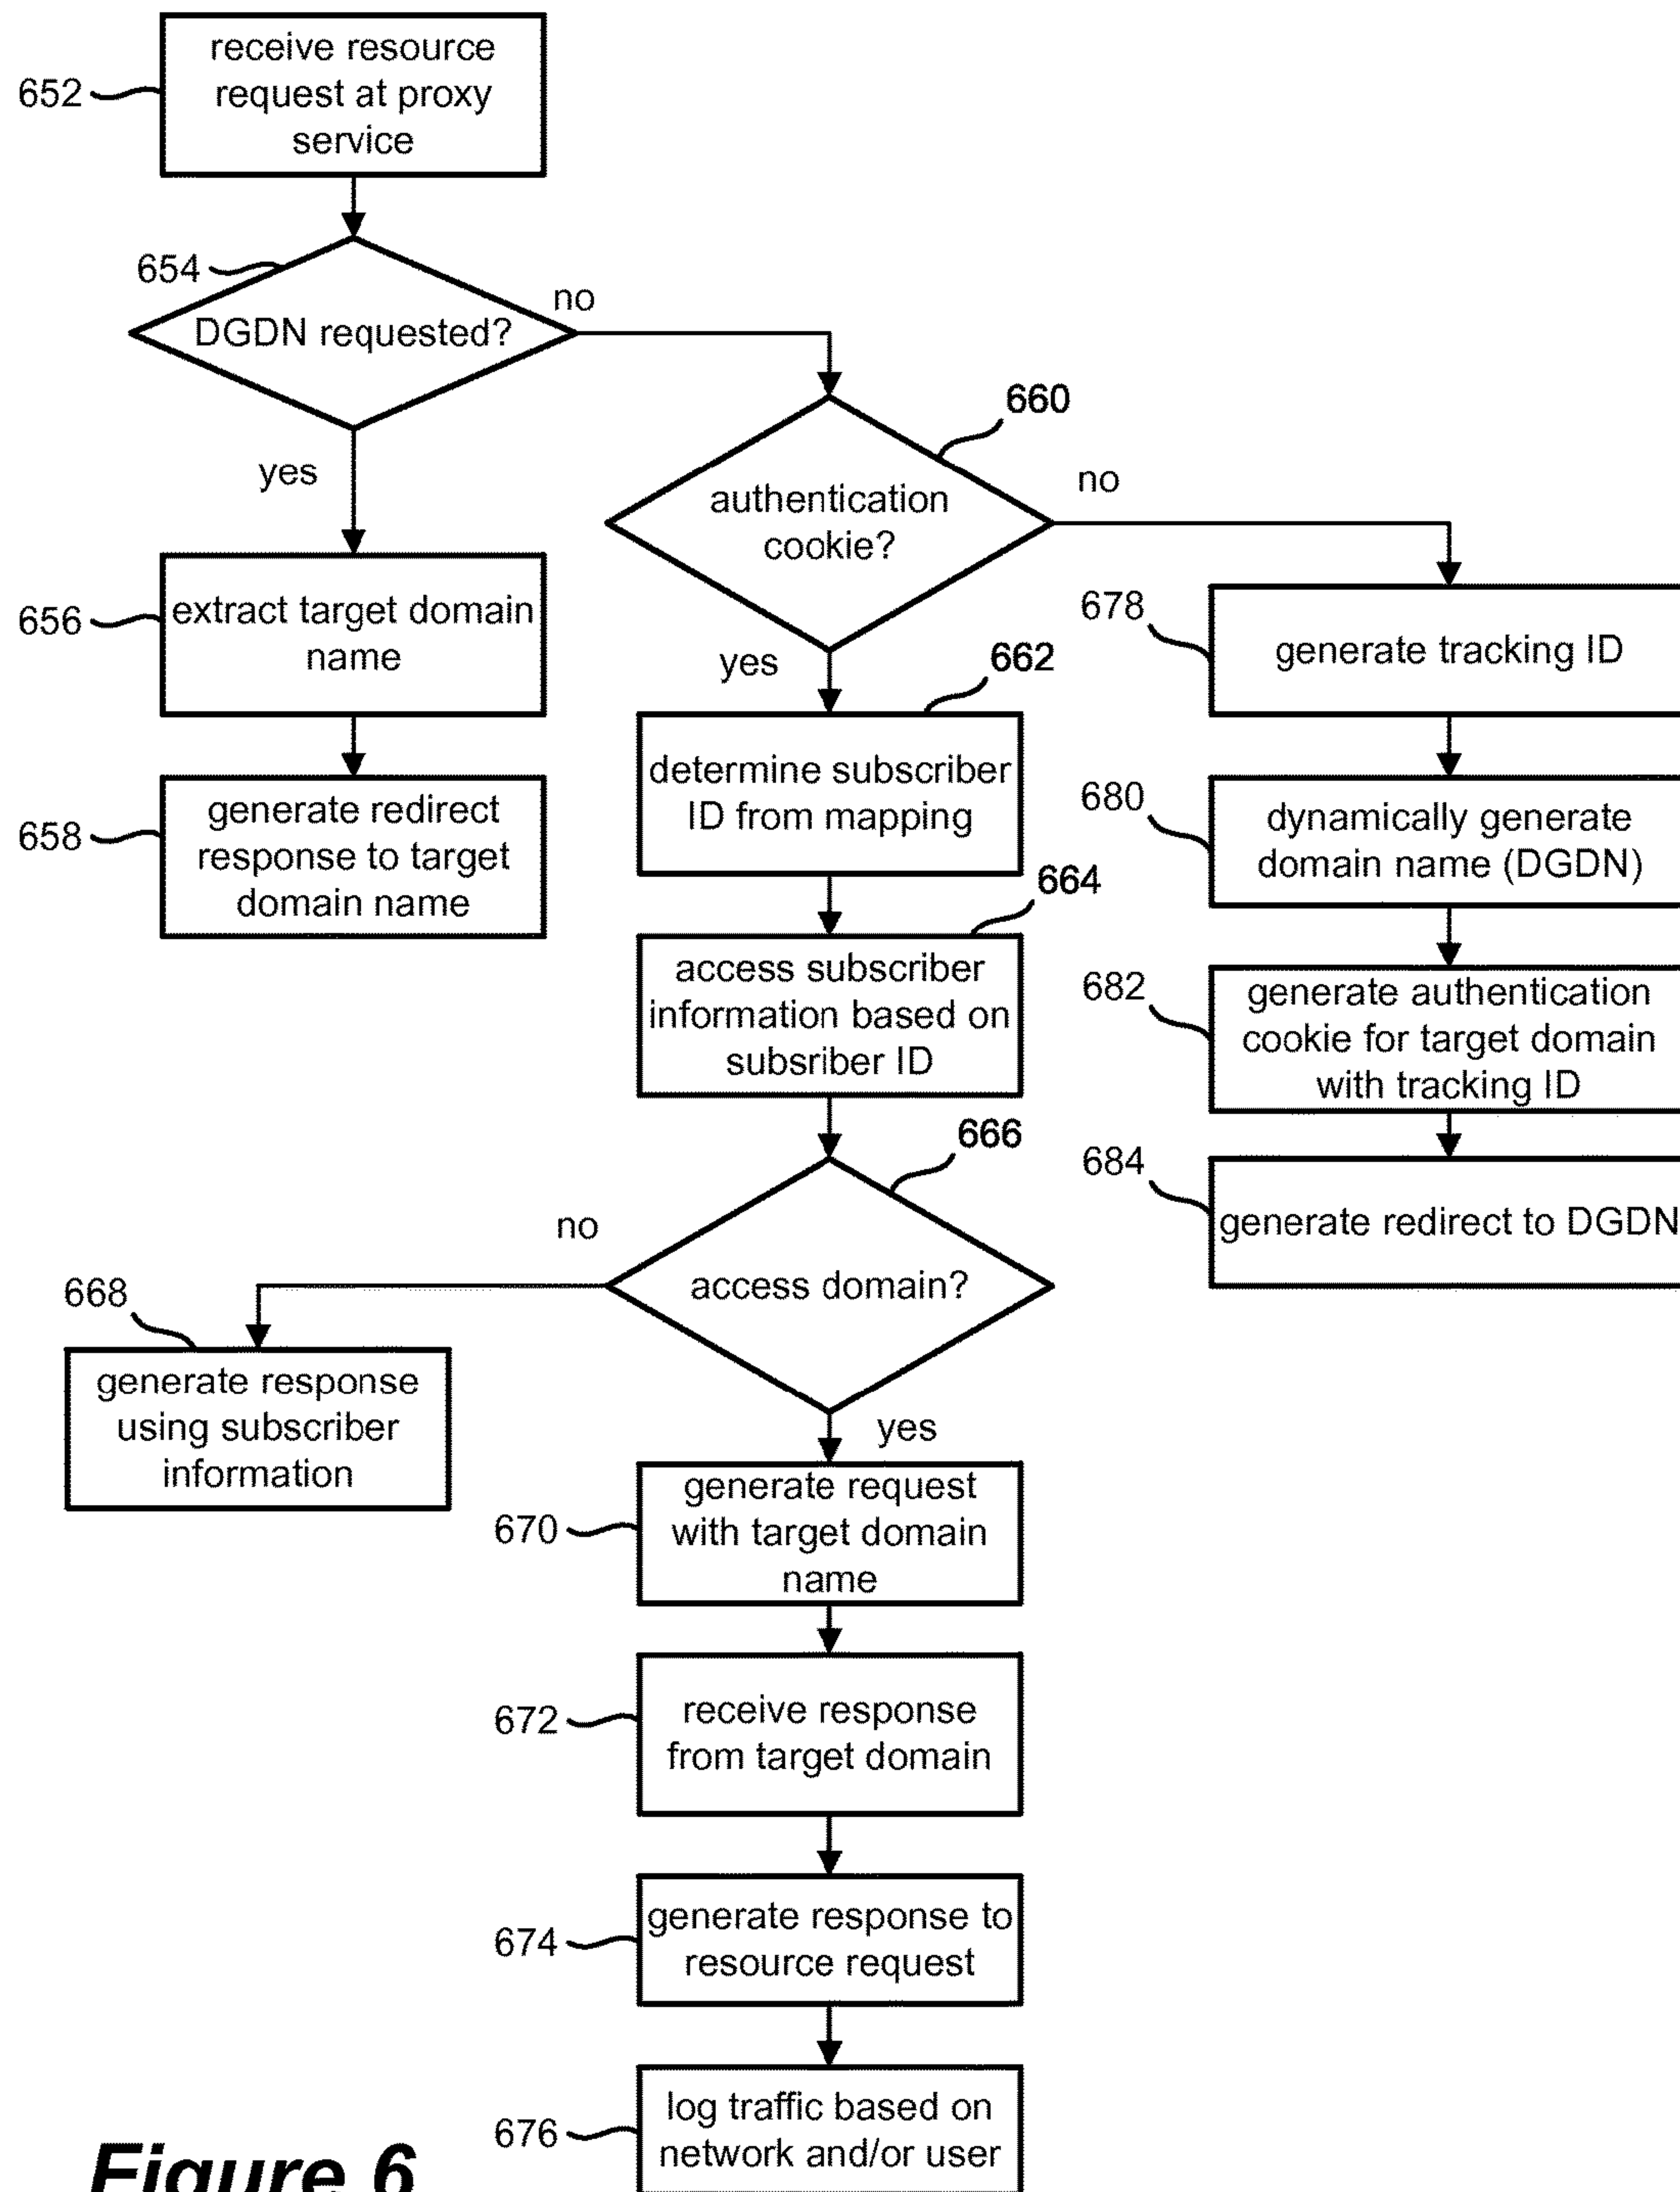 receive resource
request at proxy
service
652
654
DGDN requested?
no
yes
660
authentication
cookie?
no
yes
656
extract target domain
name
658
generate redirect
response to target
domain name
662
determine subscriber
ID from mapping
664
access subscriber
information based on
subsriber ID
678
generate tracking ID
680
dynamically generate
domain name (DGDN)
682
generate authentication
cookie for target domain
with tracking ID
684
generate redirect to DGDN
666
access domain?
no
yes
668
generate response
using subscriber
information
670
generate request
with target domain
name
672
receive response
from target domain
674
generate response to
resource request
676
log traffic based on
network and/or user
Figure 6